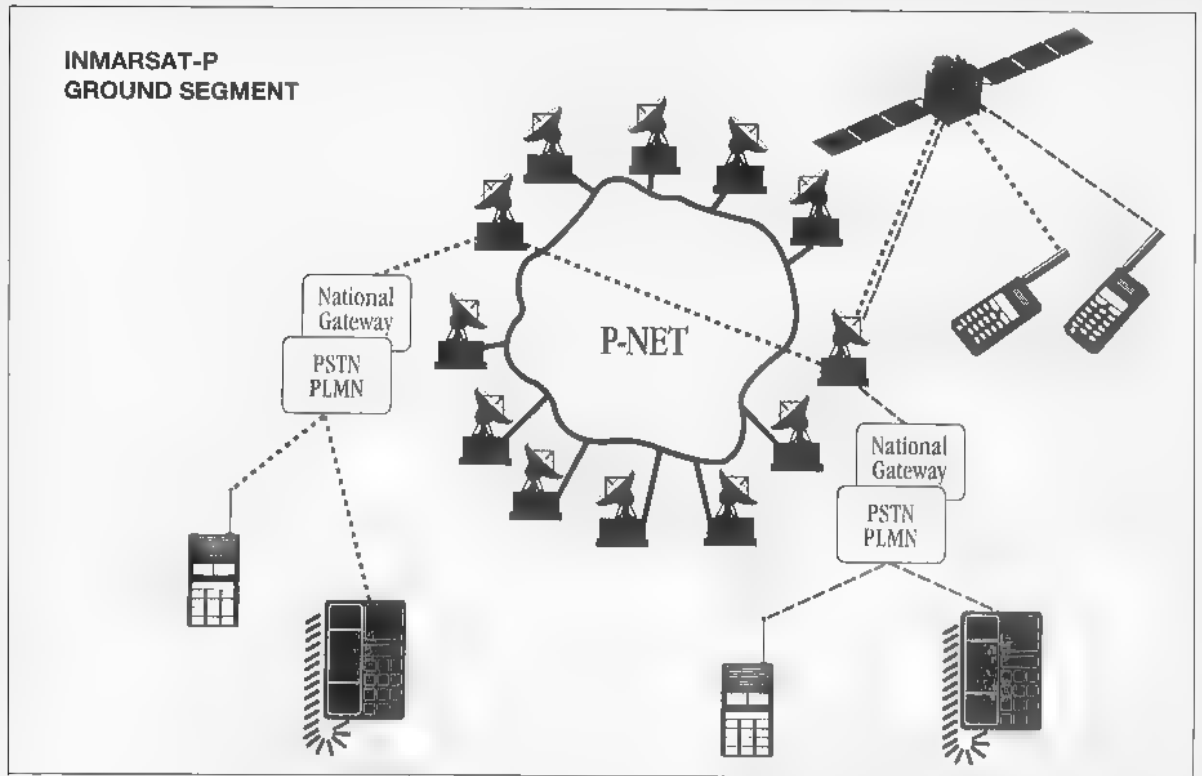 INMARSAT-P
GROUND SEGMENT
National
Gateway
PSTN
PLMN
P-NET
National
Gateway
PSTN
PLMN